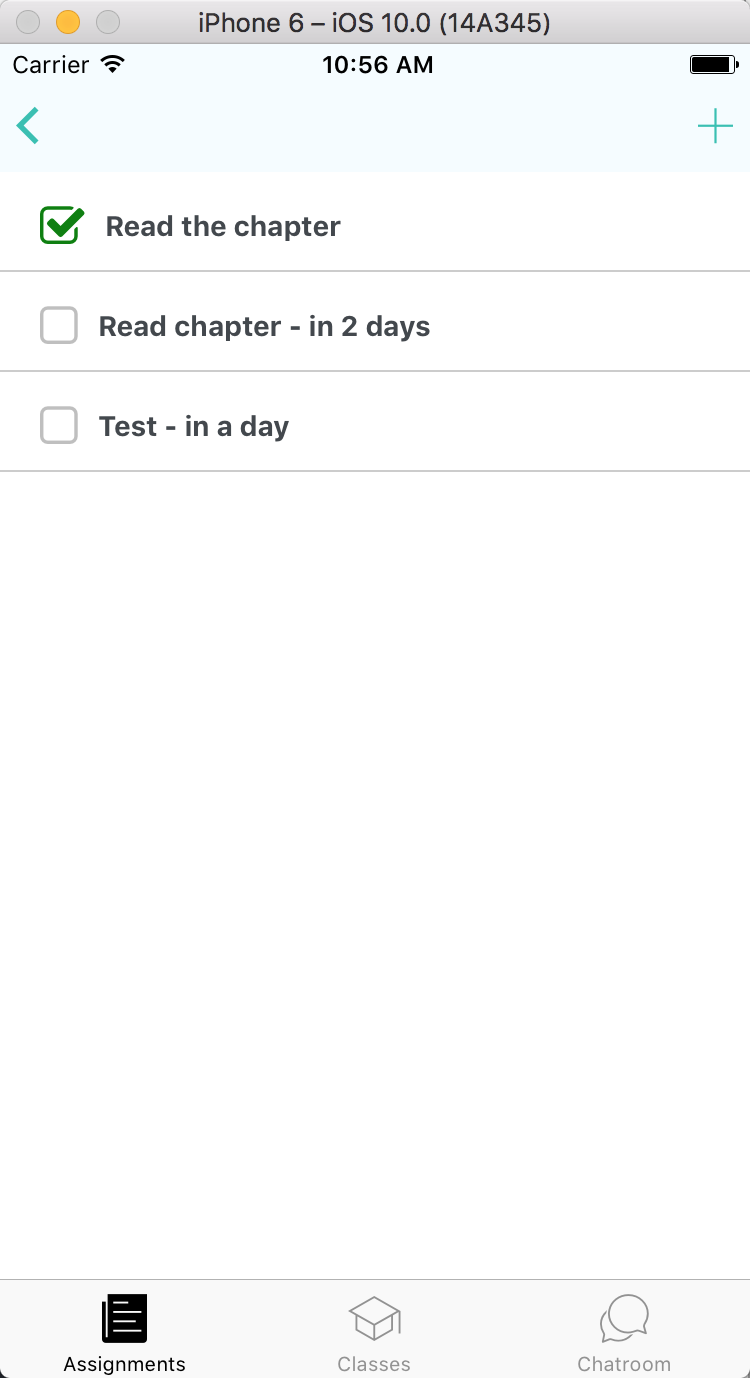 iPhone 6 – iOS 10.0 (14A345)
Carrier 10:56 AM
Read the chapter
Read chapter - in 2 days
Test - in a day
Assignments Classes Chatroom